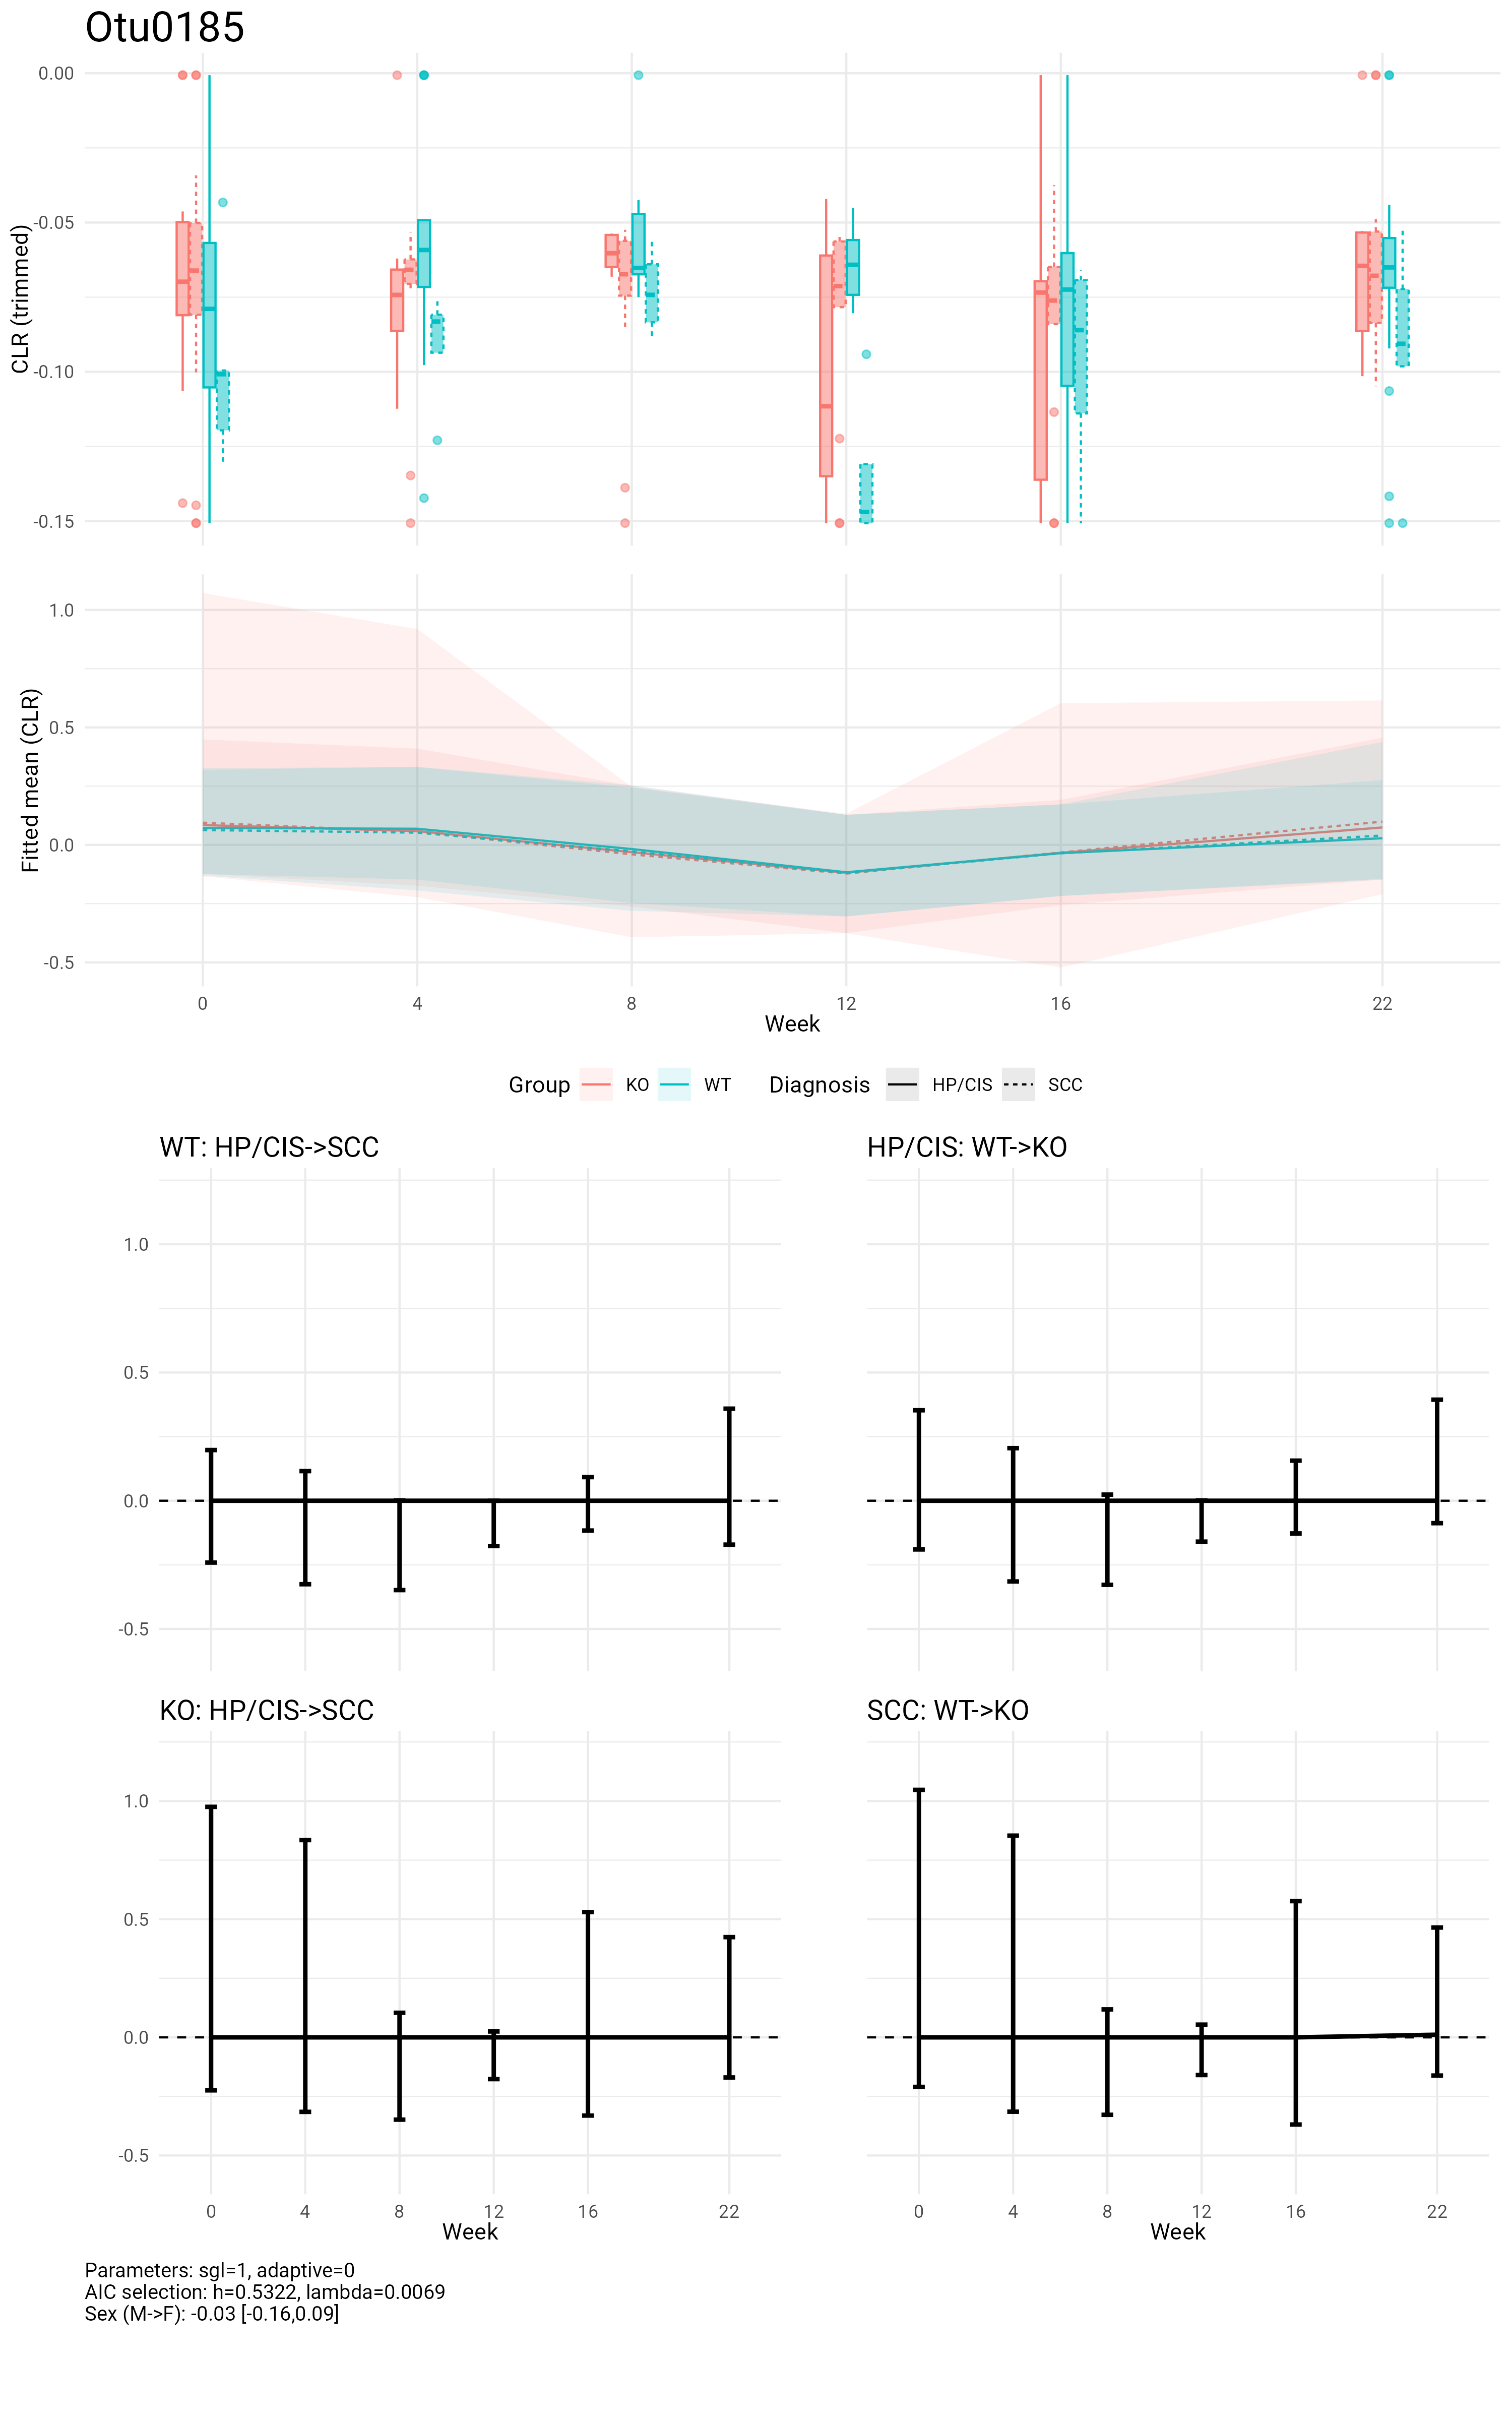 Otu0185
CLR (trimmed)
0.00
-0.05
-0.10
-0.15
Fitted mean (CLR)
1.0
0.5
0.0
-0.5
0 4 8 12 16 22
Week
Group KO WT Diagnosis HP/CIS SCC
WT: HP/CIS->SCC
1.0
0.5
0.0
-0.5
HP/CIS: WT->KO
KO: HP/CIS->SCC
1.0
0.5
0.0
-0.5
0 4 8 12 16 22
Week
SCC: WT->KO
0 4 8 12 16 22
Week
Parameters: sgl=1, adaptive=0
AIC selection: h=0.5322, lambda=0.0069
Sex (M->F): -0.03 [-0.16,0.09]